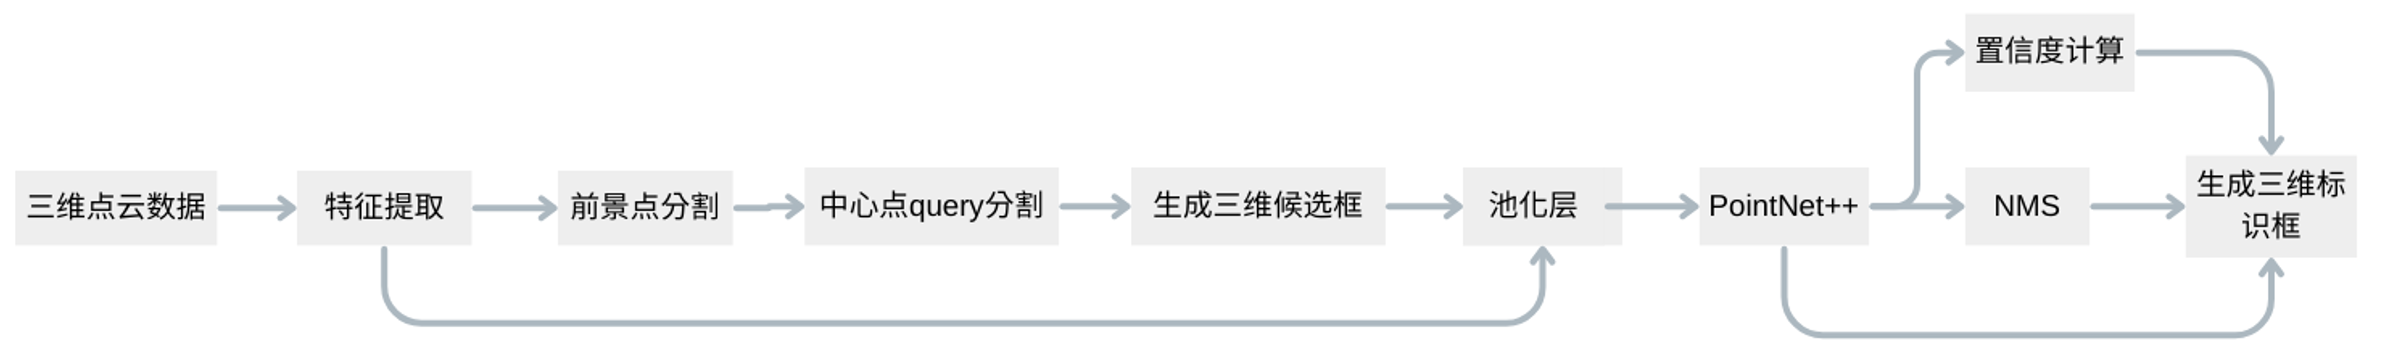 三维点云数据
特征提取
前景点分割
中心点query分割
生成三维候选框
池化层
PointNet++
置信度计算
NMS
生成三维标
识框